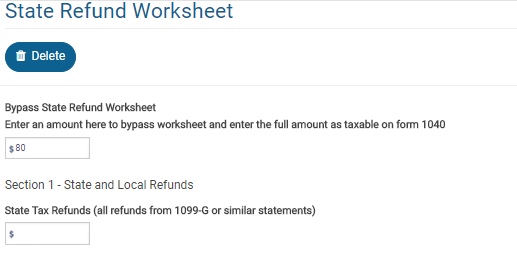 State Refund Worksheet
Delete
Bypass State Refund Worksheet
Enter an amount here to bypass worksheet and enter the full amount as taxable on form 1040
$ 80
Section 1 - State and Local Refunds
State Tax Refunds (all refunds from 1099-G or similar statements)
$